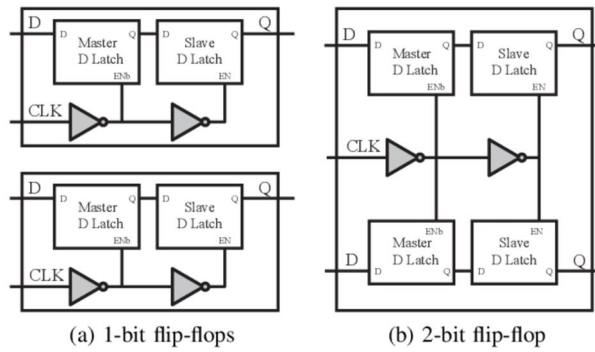 D
Q
D
Q
D
Q
Master
D Latch
Slave
D Latch
ENb
EN
CLK
D
Q
D
Q
D
Q
Master
D Latch
Slave
D Latch
ENb
EN
CLK
(a) 1-bit flip-flops
D
Q
D
Q
D
Q
Master
D Latch
Slave
D Latch
ENb
EN
CLK
ENb
EN
Master
D Latch
Slave
D Latch
D
Q
D
Q
D
Q
(b) 2-bit flip-flop